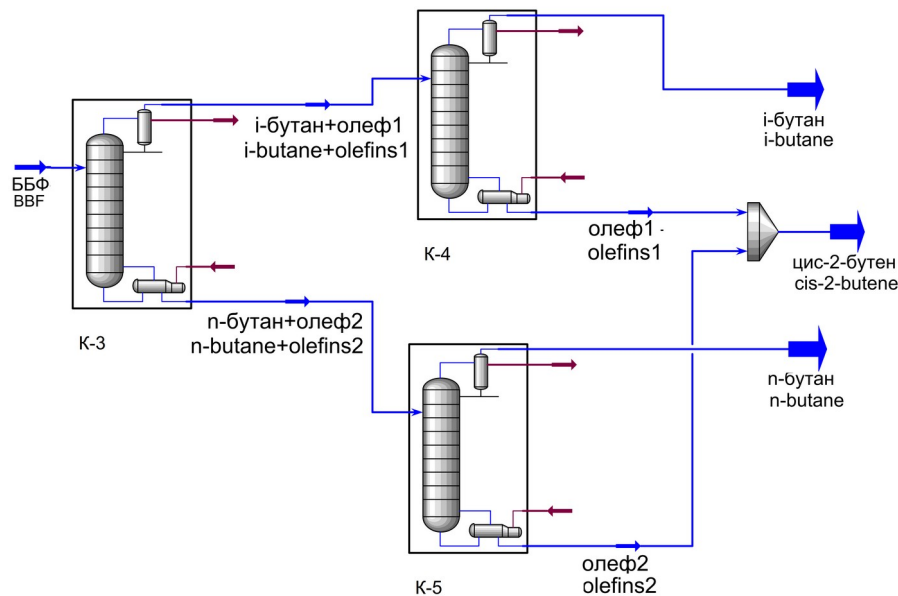 ББФ
BBF
К-3
i-бутан+олеф1
i-butane+olefins1
n-бутан+олеф2
n-butane+olefins2
К-4
олеф1 -
olefins1
i-бутан
i-butane
цис-2-бутен
cis-2-butene
n-бутан
n-butane
К-5
олеф2
olefins2